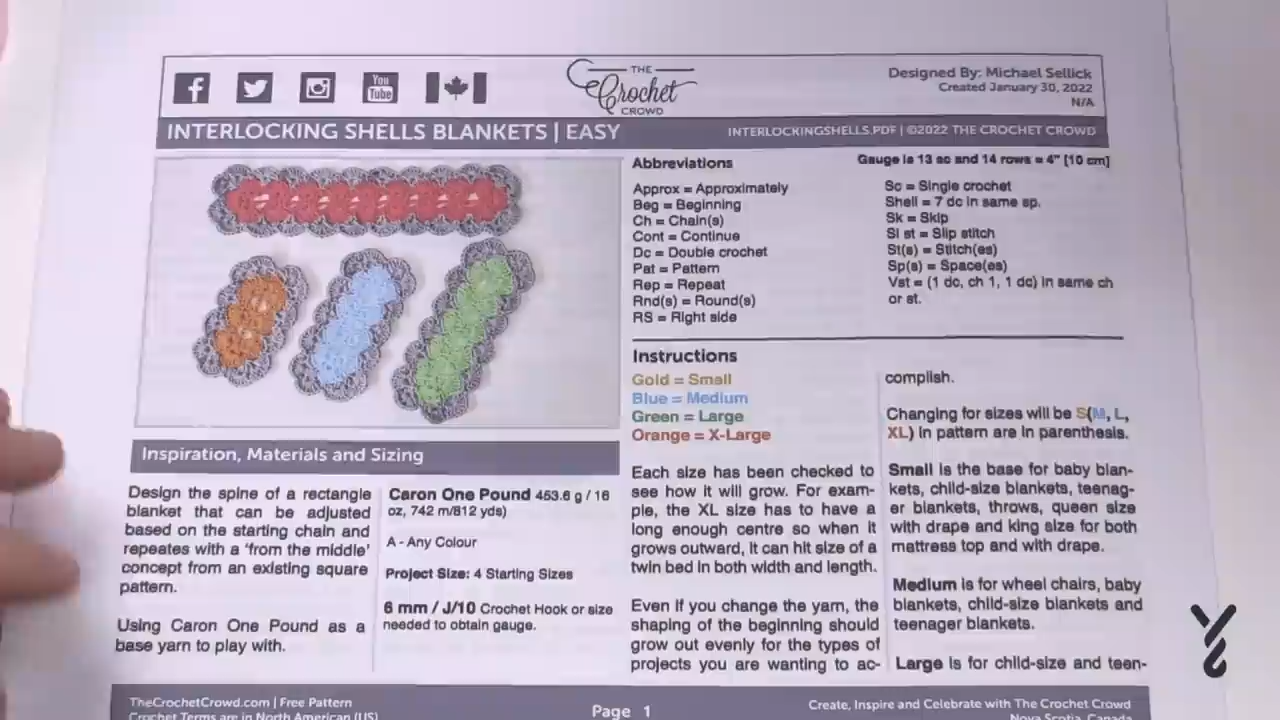 You
Tube
THE
Crochet
CROWD
Designed By: Michael Sellick
Created January 30, 2022
N/A
INTERLOCKING SHELLS BLANKETS | EASY
INTERLOCKINGSHELLS.PDF | ©2022 THE CROCHET CROWD
Abbreviations
Approx = Approximately
Beg = Beginning
Ch = Chain(s)
Cont = Continue
Dc = Double crochet
Pat = Pattern
Rep = Repeat
Rnd(s) = Round(s)
RS = Right side
Gauge is 13 sc and 14 rows = 4" [10 cm]
Sc = Single crochet
Shell = 7 dc in same sp.
Sk = Skip
Sl st = Slip stitch
St(s) = Stitch(es)
Sp(s) = Space(es)
Vst = (1 dc, ch 1, 1 dc) in same ch
or st.
Inspiration, Materials and Sizing
Design the spine of a rectangle
blanket that can be adjusted
based on the starting chain and
repeates with a 'from the middle'
concept from an existing square
pattern.
Using Caron One Pound as a
base yarn to play with.
Caron One Pound 453.6 g / 16
oz, 742 m/812 yds)
A - Any Colour
Project Size: 4 Starting Sizes
6 mm / J/10 Crochet Hook or size
needed to obtain gauge.
Instructions
Gold = Small
Blue = Medium
Green = Large
Orange = X-Large
Each size has been checked to
see how it will grow. For exam-
ple, the XL size has to have a
long enough centre so when it
grows outward, it can hit size of a
twin bed in both width and length.
Even if you change the yarn, the
shaping of the beginning should
grow out evenly for the types of
projects you are wanting to ac-
complish.
Changing for sizes will be S(M, L,
XL) in pattern are in parenthesis.
Small is the base for baby blan-
kets, child-size blankets, teenag-
er blankets, throws, queen size
with drape and king size for both
mattress top and with drape.
Medium is for wheel chairs, baby
blankets, child-size blankets and
teenager blankets.
Large is for child-size and teen-
TheCrochetCrowd.com | Free Pattern
Crochet Terms are in North American (US)
Page 1
Create, Inspire and Celebrate with The Crochet Crowd
Nova Scotia, Canada